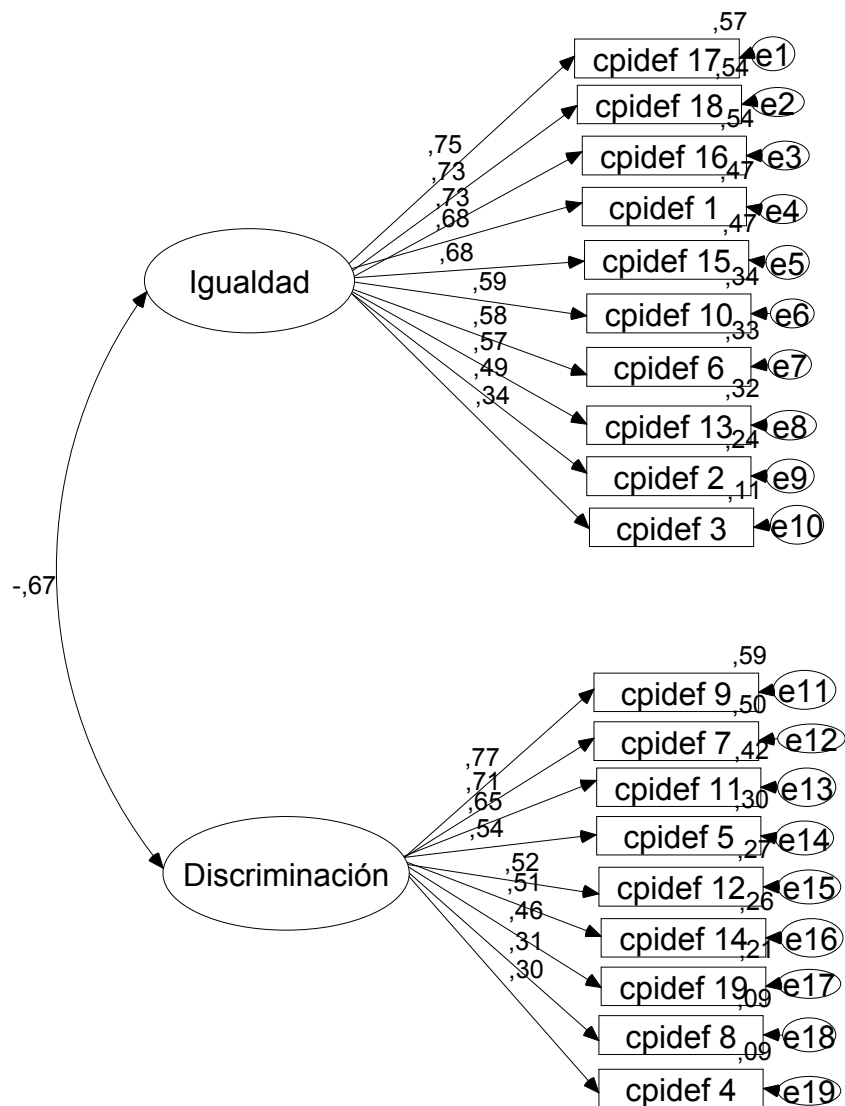 ,57
cpidef 17 e1
,54
cpidef 18 e2
,54
,75
cpidef 16 e3
,73
,47
,73
cpidef 1 e4
,68
,47
,68
cpidef 15 e5
,34
Igualdad
,59
cpidef 10 e6
,33
,58
cpidef 6 e7
,57
,32
,49
cpidef 13 e8
,34
,24
cpidef 2 e9
,11
cpidef 3 e10
-,67
,59
cpidef 9 e11
,50
cpidef 7 e12
,42
,77
,71
cpidef 11 e13
,30
,65
,54
cpidef 5 e14
,27
Discriminación
,52
cpidef 12 e15
,26
,51
,46
cpidef 14 e16
,21
,31
,30
cpidef 19 e17
,09
cpidef 8 e18
,09
cpidef 4 e19